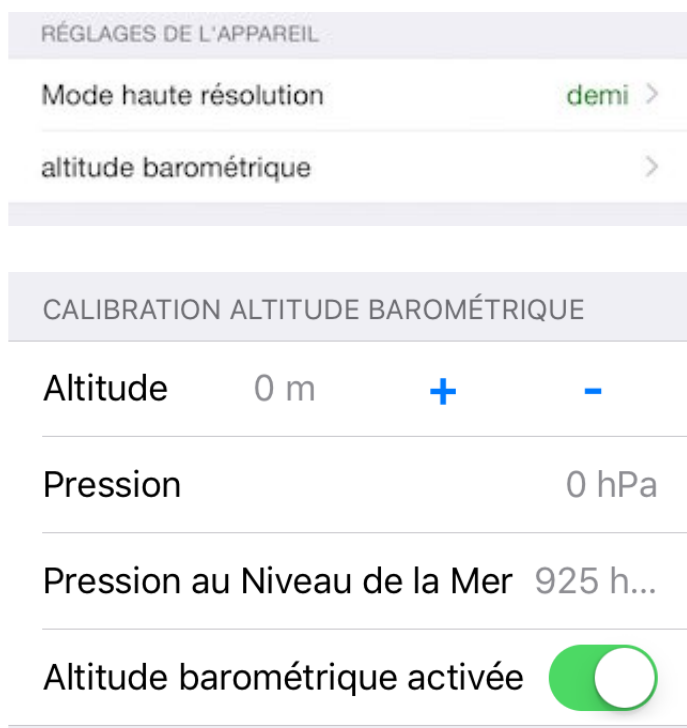 RÉGLAGES DE L'APPAREIL
Mode haute résolution demi >
altitude barométrique >
CALIBRATION ALTITUDE BAROMÉTRIQUE
Altitude 0 m + -
Pression 0 hPa
Pression au Niveau de la Mer 925 h...
Altitude barométrique activée